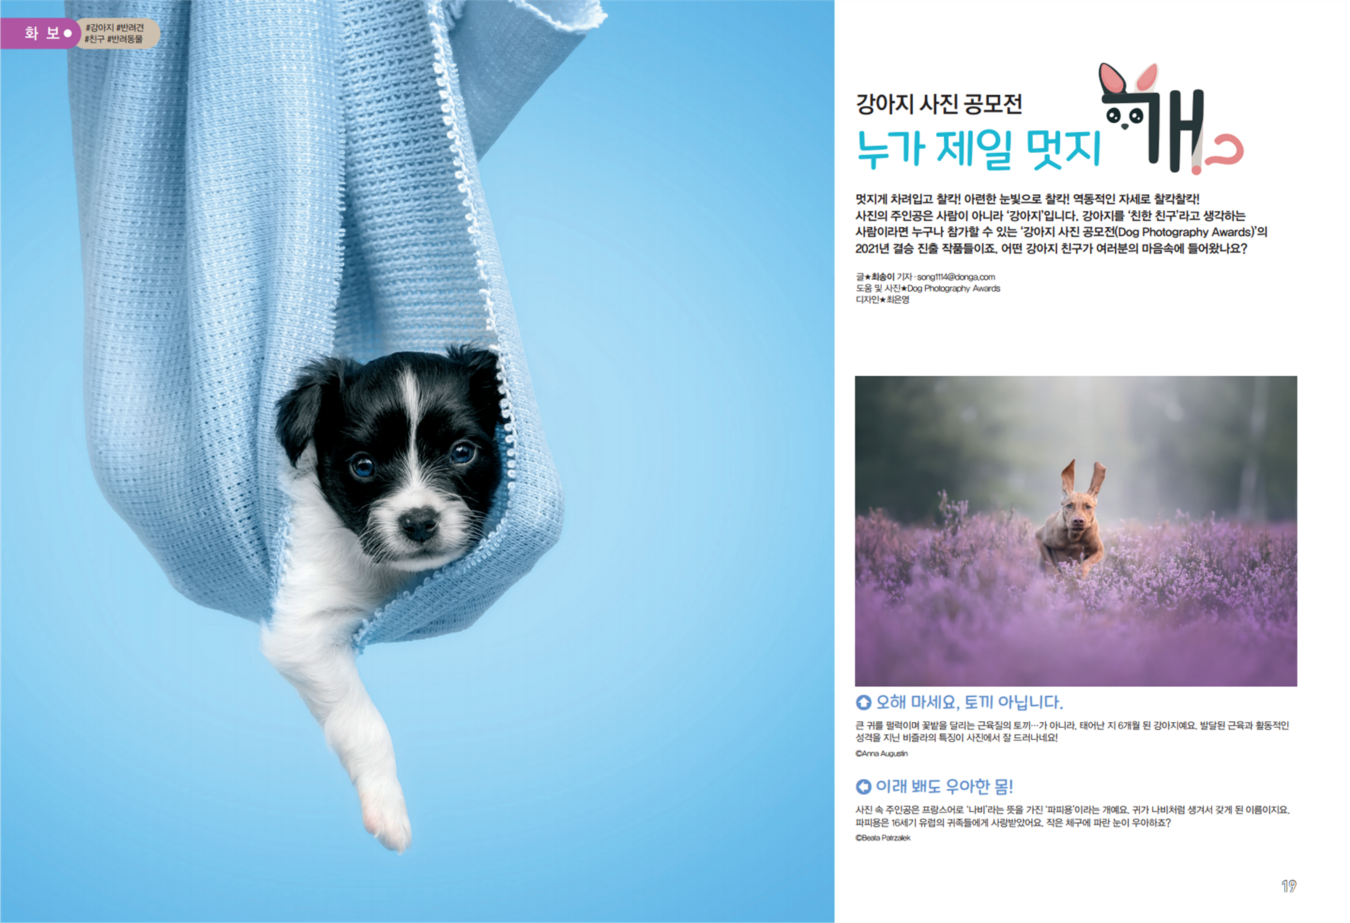 화 보
#강아지 #반려견
#친구 #반려동물
강아지 사진 공모전
누가 제일 멋지개?
멋지게 차려입고 찰칵! 아련한 눈빛으로 찰칵! 역동적인 자세로 찰칵찰칵!
사진의 주인공은 사람이 아니라 ‘강아지’입니다. 강아지를 ‘친한 친구’라고 생각하는
사람이라면 누구나 참가할 수 있는 ‘강아지 사진 공모전(Dog Photography Awards)’의
2021년 결승 진출 작품들이죠. 어떤 강아지 친구가 여러분의 마음속에 들어왔나요?
글★최송이 기자 · song1114@donga.com
도움 및 사진★Dog Photography Awards
디자인★최은영
오해 마세요, 토끼 아닙니다.
큰 귀를 펄럭이며 꽃밭을 달리는 근육질의 토끼…가 아니라, 태어난 지 6개월 된 강아지예요. 발달된 근육과 활동적인
성격을 지닌 비즐라의 특징이 사진에서 잘 드러나네요!
©Anna Augustin
이래 봬도 우아한 몸!
사진 속 주인공은 프랑스어로 ‘나비’라는 뜻을 가진 ‘파피용’이라는 개예요. 귀가 나비처럼 생겨서 갖게 된 이름이지요.
파피용은 16세기 유럽의 귀족들에게 사랑받았어요. 작은 체구에 파란 눈이 우아하죠?
©Beata Patrzałek
19